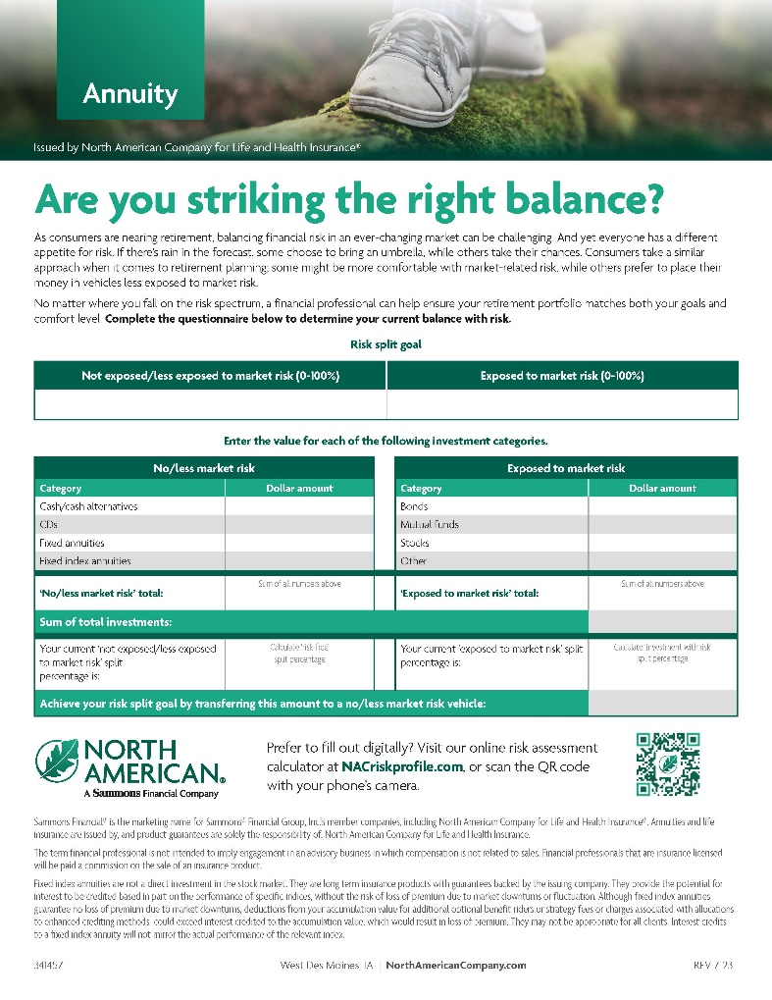 Annuity
Issued by North American Company for Life and Health Insurance®
Are you striking the right balance?
As consumers are nearing retirement, balancing financial risk in an ever-changing market can be challenging. And yet everyone has a different
appetite for risk. If there's rain in the forecast, some choose to bring an umbrella, while others take their chances. Consumers take a similar
approach when it comes to retirement planning; some might be more comfortable with market-related risk, while others prefer to place their
money in vehicles less exposed to market risk.
No matter where you fall on the risk spectrum, a financial professional can help ensure your retirement portfolio matches both your goals and
comfort level. Complete the questionnaire below to determine your current balance with risk.
Risk split goal
Not exposed/less exposed to market risk (0-100%)
Exposed to market risk (0-100%)
Enter the value for each of the following investment categories.
No/less market risk
Category Dollar amount
Cash/cash alternatives
CDs
Fixed annuities
Fixed index annuities
Sum of all numbers above
'No/less market risk' total:
Exposed to market risk
Category Dollar amount
Bonds
Mutual funds
Stocks
Other
Sum of all numbers above
'Exposed to market risk' total:
Sum of total investments:
Your current 'not exposed/less exposed
to market risk' split
percentage is:
Calculate 'risk-free'
split percentage
Your current 'exposed to market risk' split
percentage is:
Calculate 'investment with risk'
split percentage
Achieve your risk split goal by transferring this amount to a no/less market risk vehicle:
NORTH
AMERICAN®
A Sammons Financial Company
Prefer to fill out digitally? Visit our online risk assessment
calculator at NACriskprofile.com, or scan the QR code
with your phone's camera.
Sammons Financial® is the marketing name for Sammons® Financial Group, Inc.'s member companies, including North American Company for Life and Health Insurance®. Annuities and life
insurance are issued by, and product guarantees are solely the responsibility of, North American Company for Life and Health Insurance.
The term financial professional is not intended to imply engagement in an advisory business in which compensation is not related to sales. Financial professionals that are insurance licensed
will be paid a commission on the sale of an insurance product.
Fixed index annuities are not a direct investment in the stock market. They are long term insurance products with guarantees backed by the issuing company. They provide the potential for
interest to be credited based in part on the performance of specific indices, without the risk of loss of premium due to market downturns or fluctuation. Although fixed index annuities
guarantee no loss of premium due to market downturns, deductions from your accumulation value for additional optional benefit riders or strategy fees or charges associated with allocations
to enhanced crediting methods could exceed interest credited to the accumulation value, which would result in loss of premium. They may not be appropriate for all clients. Interest credits
to a fixed index annuity will not mirror the actual performance of the relevant index.
34145Z
West Des Moines, IA | NorthAmericanCompany.com
REV 7-23